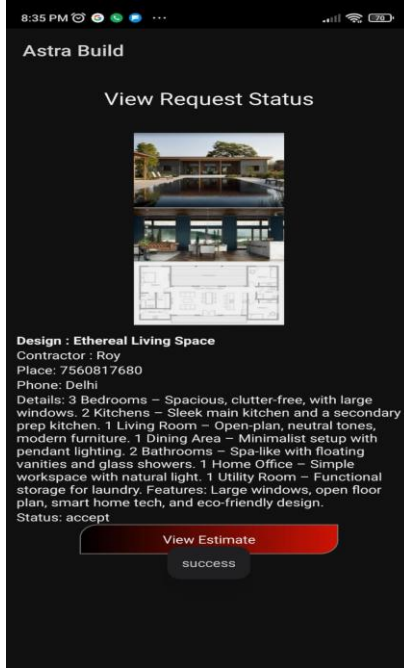 8:35 PM
70
Astra Build
View Request Status
Design : Ethereal Living Space
Contractor : Roy
Place: 7560817680
Phone: Delhi
Details: 3 Bedrooms – Spacious, clutter-free, with large
windows. 2 Kitchens – Sleek main kitchen and a secondary
prep kitchen. 1 Living Room – Open-plan, neutral tones,
modern furniture. 1 Dining Area – Minimalist setup with
pendant lighting. 2 Bathrooms – Spa-like with floating
vanities and glass showers. 1 Home Office – Simple
workspace with natural light. 1 Utility Room – Functional
storage for laundry. Features: Large windows, open floor
plan, smart home tech, and eco-friendly design.
Status: accept
View Estimate
success